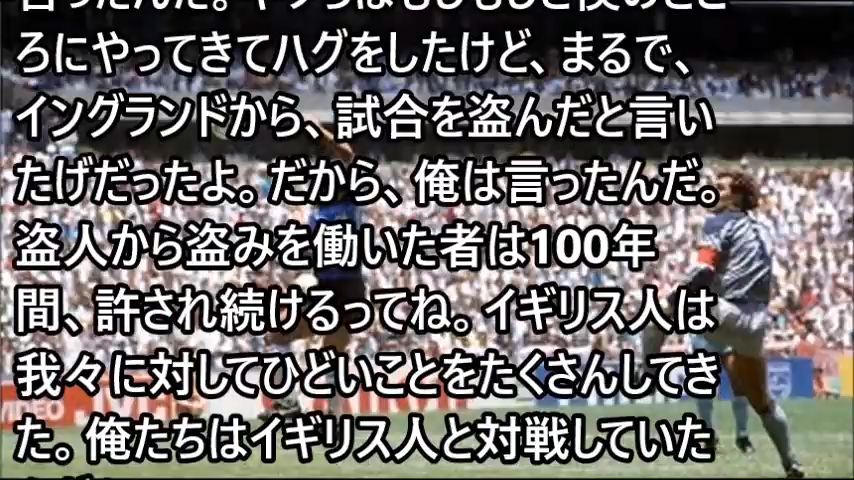 ろにやってきてハグをしたけど、まるで、
イングランドから、試合を盗んだと言い
たげだったよ。だから、俺は言ったんだ。
盗人から盗みを働いた者は100年
間、許され続けるってね。イギリス人は
我々に対してひどいことをたくさんしてき
た。俺たちはイギリス人と対戦していた
VIDEO